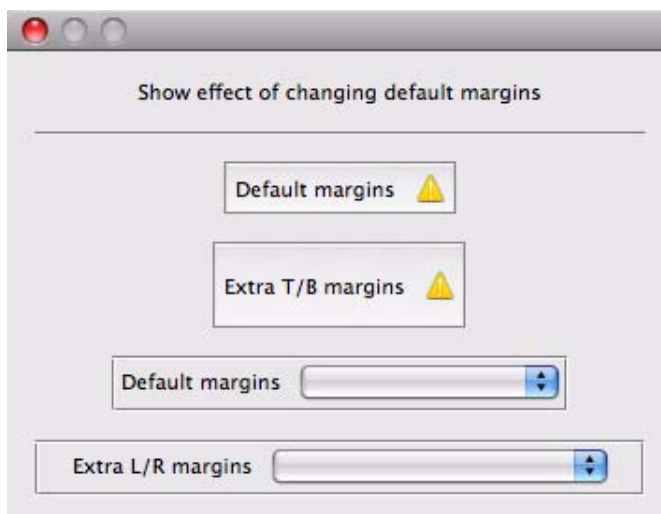 Show effect of changing default margins
Default margins
Extra T/B margins
Default margins
Extra L/R margins